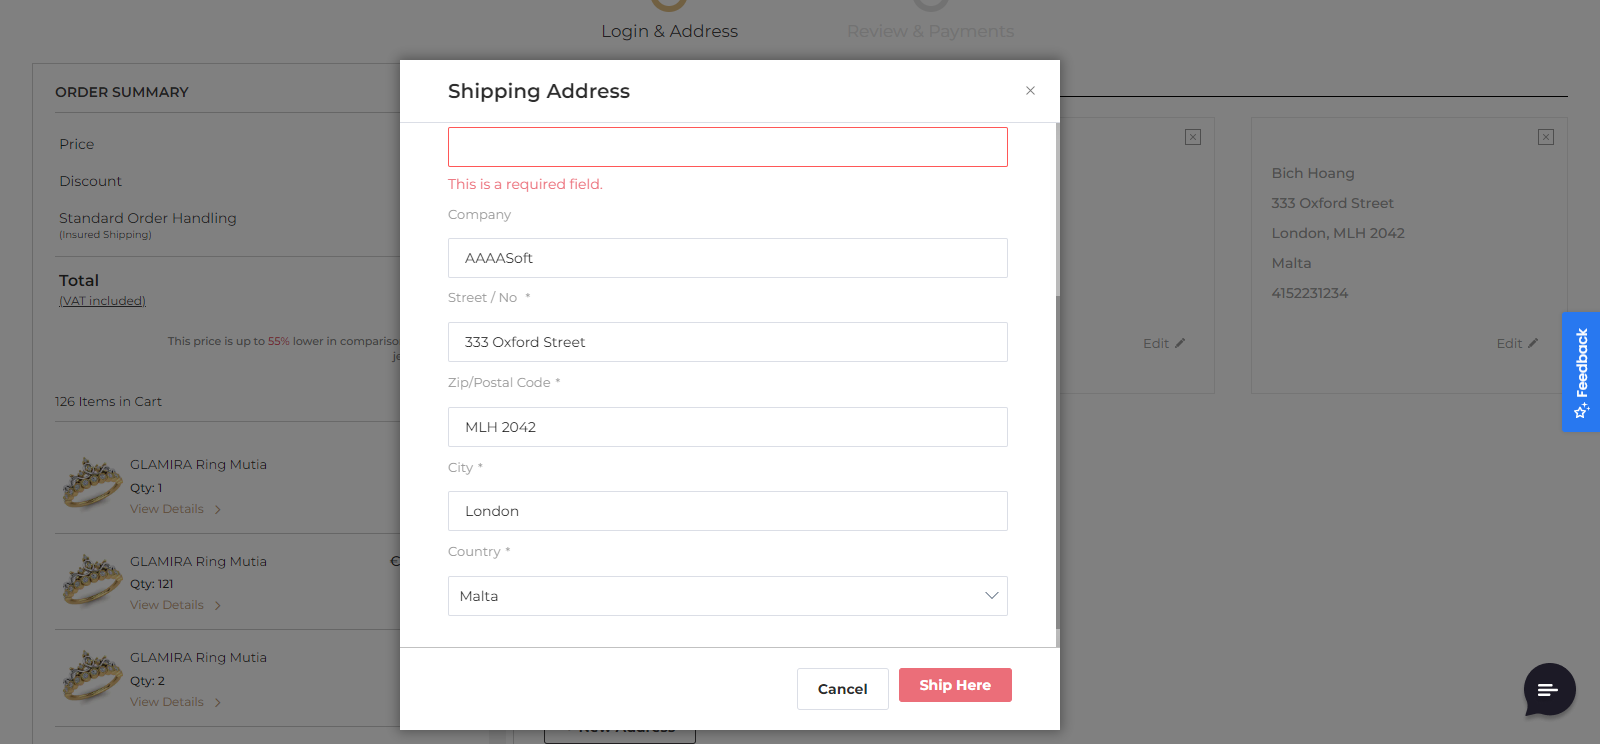 Login & Address
Review & Payments
ORDER SUMMARY
Price
Discount
Standard Order Handling
(Insured Shipping)
Total
(VAT included)
This price is up to 55% lower in
126 Items in Cart
GLAMIRA Ring Mutia
Qty: 1
View Details
GLAMIRA Ring Mutia
€
Qty: 121
View Details
GLAMIRA Ring Mutia
Qty: 2
View Details
Shipping Address
This is a required field.
Company
AAAASoft
Street / No *
333 Oxford Street
Zip/Postal Code *
MLH 2042
City *
London
Country *
Malta
Cancel
Ship Here
Edit
Bich Hoang
333 Oxford Street
London, MLH 2042
Malta
4152231234
Edit
Feedback
New Address